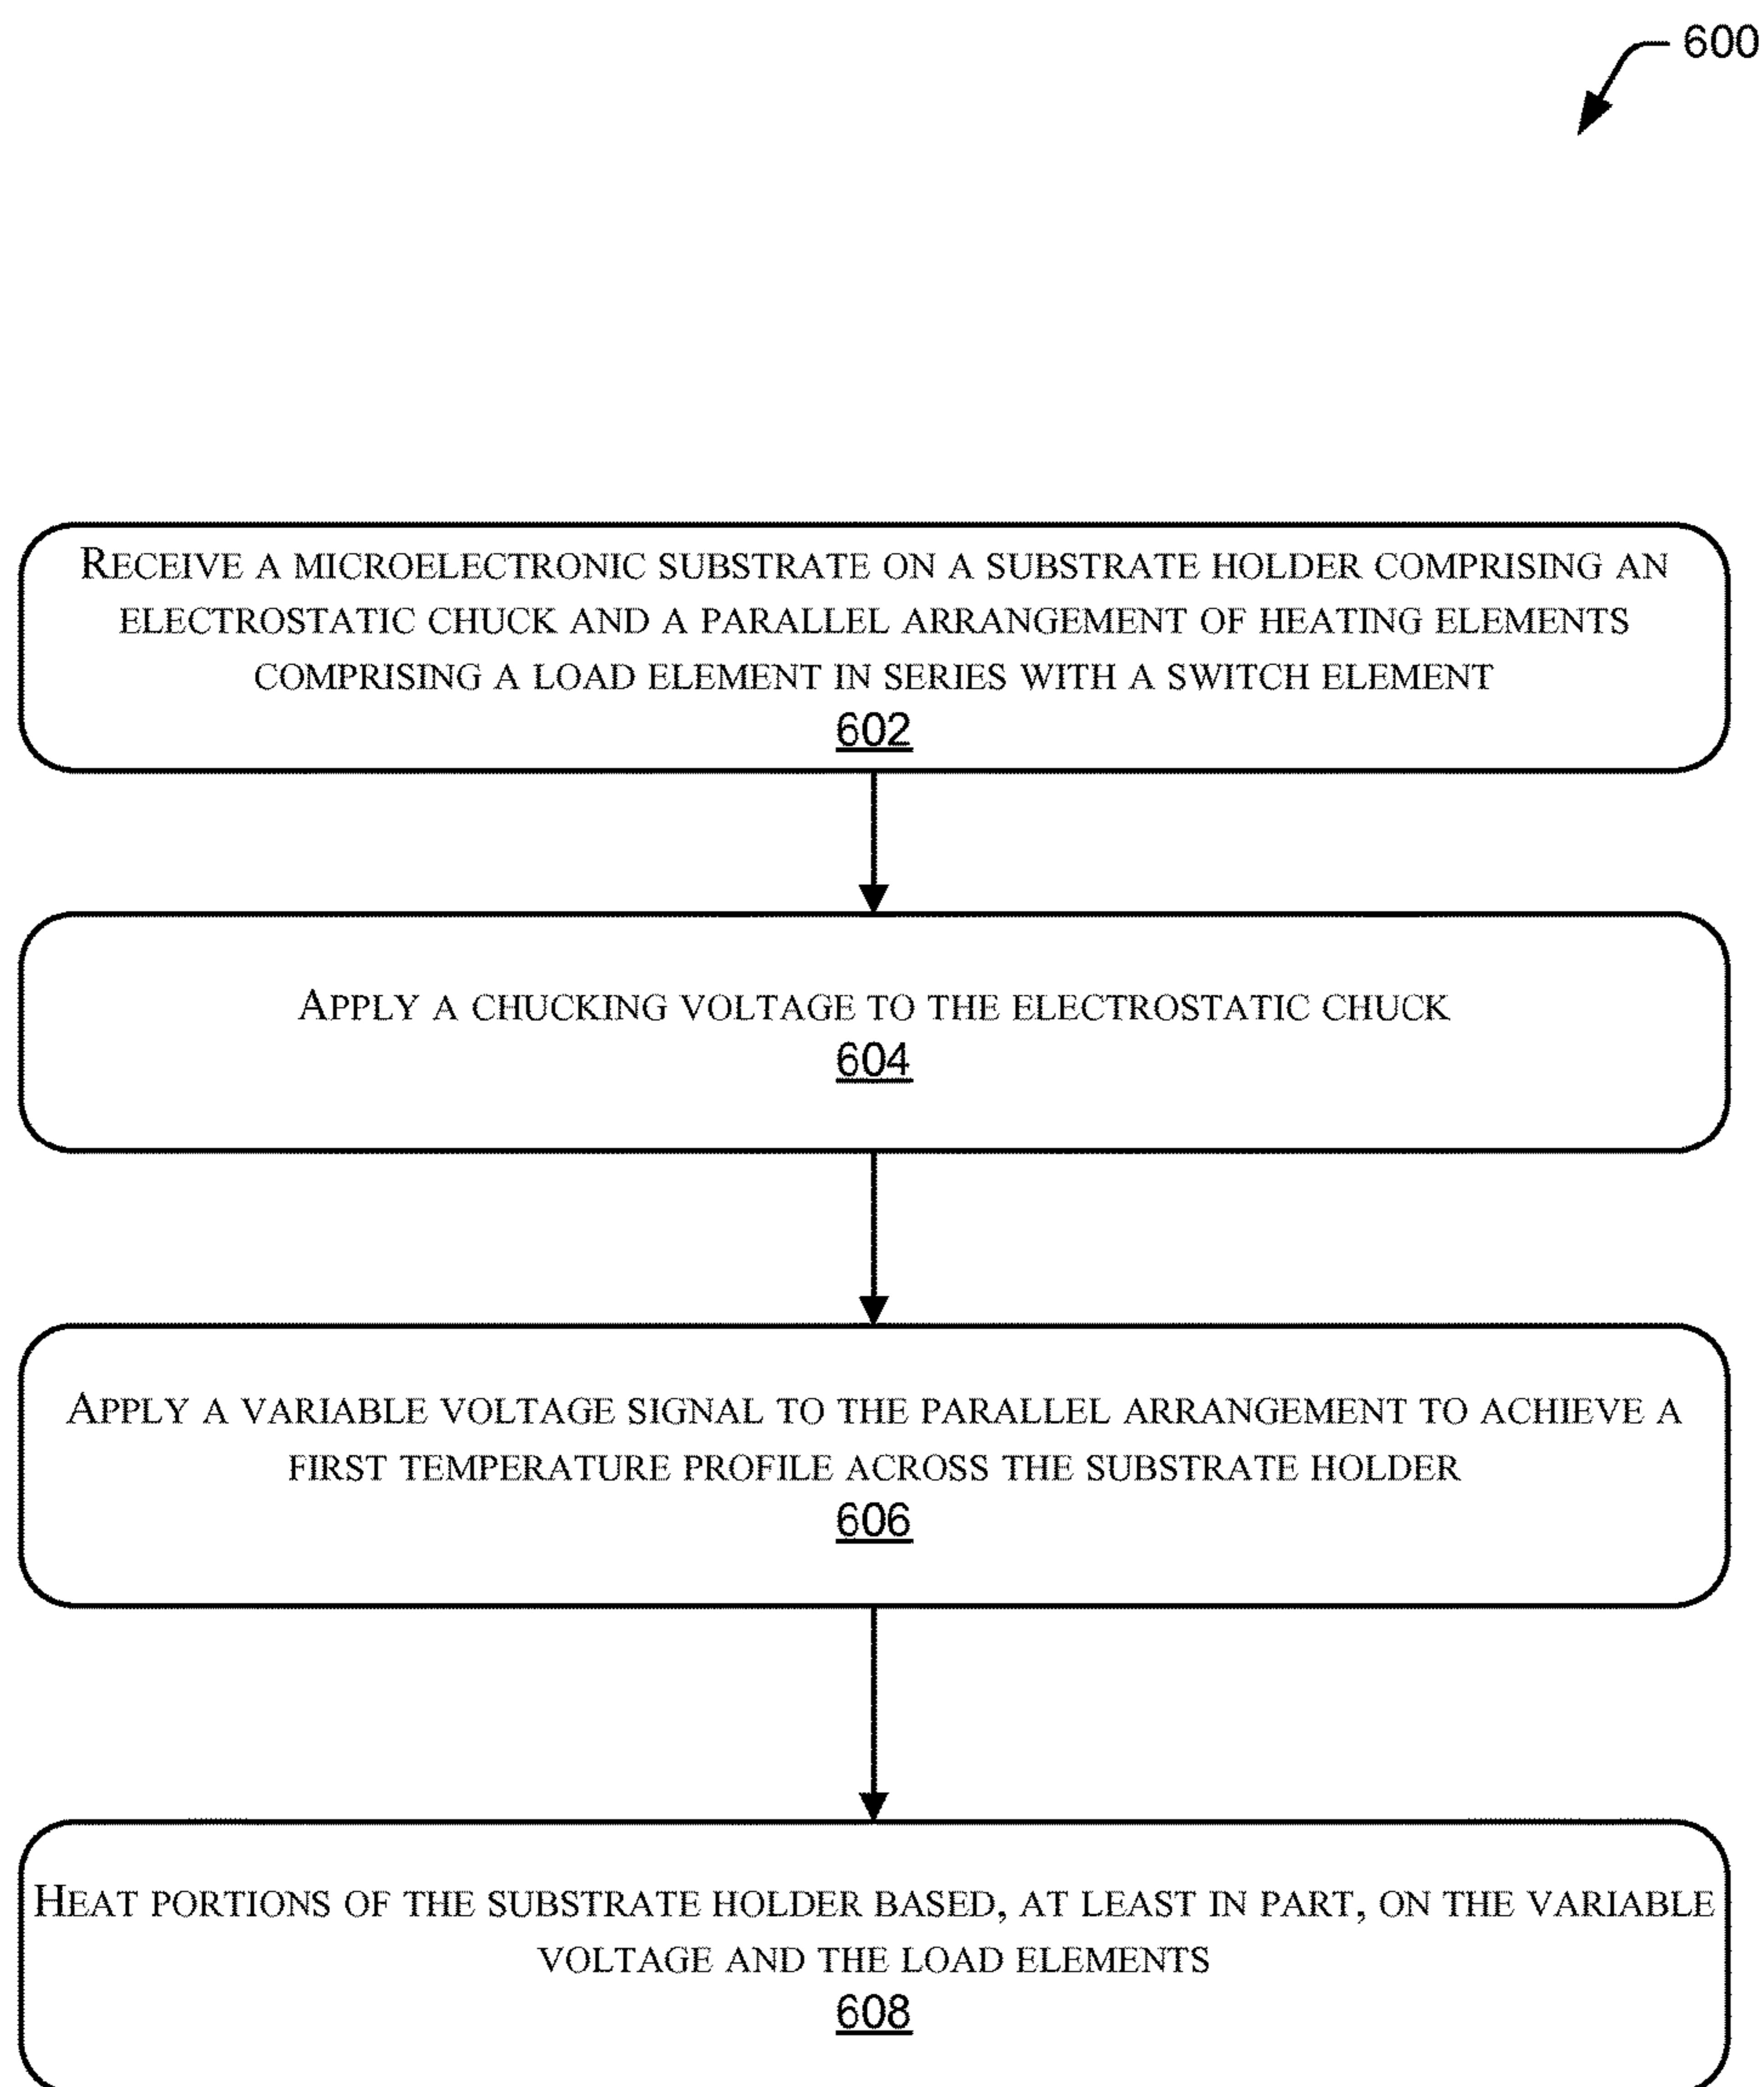 600
RECEIVE A MICROELECTRONIC SUBSTRATE ON A SUBSTRATE HOLDER COMPRISING AN
ELECTROSTATIC CHUCK AND A PARALLEL ARRANGEMENT OF HEATING ELEMENTS
COMPRISING A LOAD ELEMENT IN SERIES WITH A SWITCH ELEMENT
602
APPLY A CHUCKING VOLTAGE TO THE ELECTROSTATIC CHUCK
604
APPLY A VARIABLE VOLTAGE SIGNAL TO THE PARALLEL ARRANGEMENT TO ACHIEVE A
FIRST TEMPERATURE PROFILE ACROSS THE SUBSTRATE HOLDER
606
HEAT PORTIONS OF THE SUBSTRATE HOLDER BASED, AT LEAST IN PART, ON THE VARIABLE
VOLTAGE AND THE LOAD ELEMENTS
608